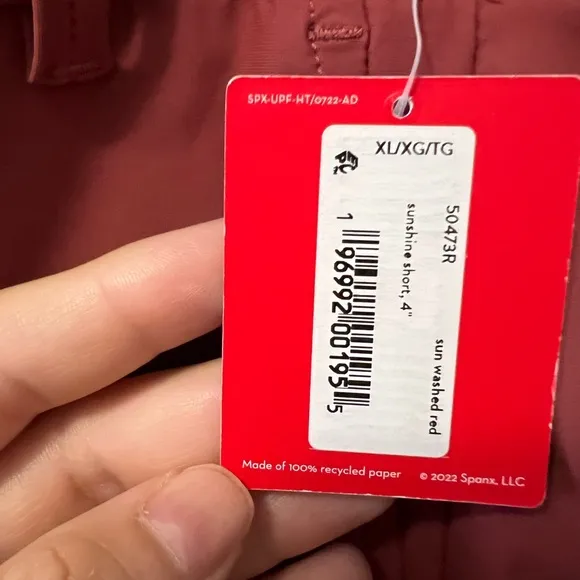 SPX-UPF-HT/0722-AD
XL/XG/TG
EPC
50473R
sun washed red
sunshine short, 4"
1 96992 00195 5
Made of 100% recycled paper
© 2022 Spanx, LLC